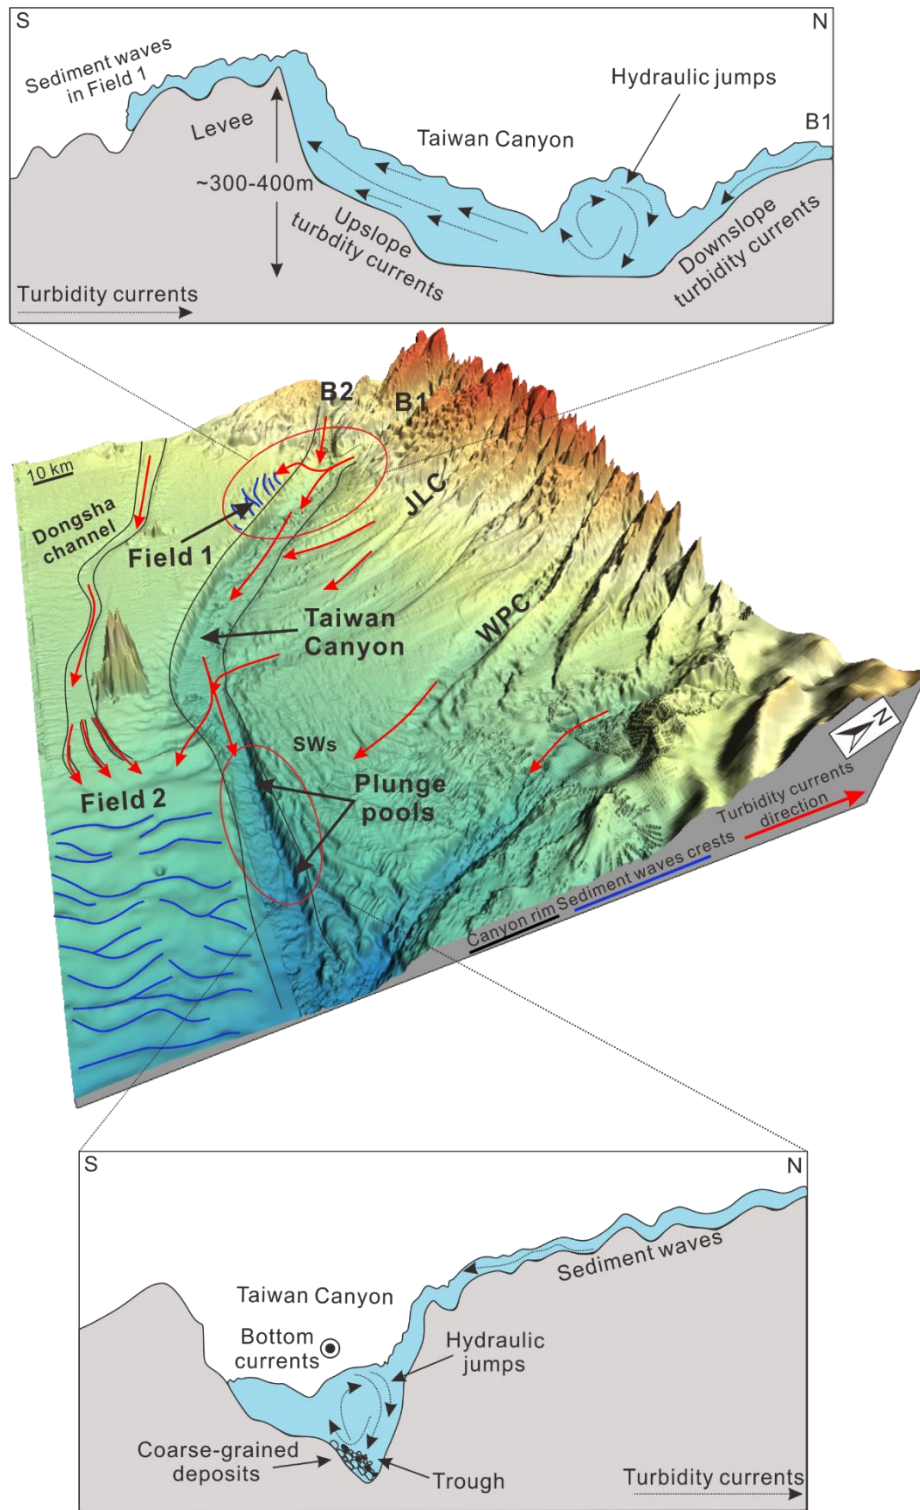 S
N
Sediment waves
in Field 1
Hydraulic jumps
B1
Levee
Taiwan Canyon
~300-400m
Upslope
turbdity currents
Downslope
turbidity currents
Turbidity currents
B2
B1
10 km
JLC
Dongsha
channel
Field 1
WPC
Taiwan
Canyon
N
SWs
Plunge
pools
Field 2
Turbidity currents
direction
Sediment waves crests
Canyon rim
S
N
Sediment waves
Taiwan Canyon
Bottom
currents
Hydraulic
jumps
Coarse-grained
deposits
Trough
Turbidity currents